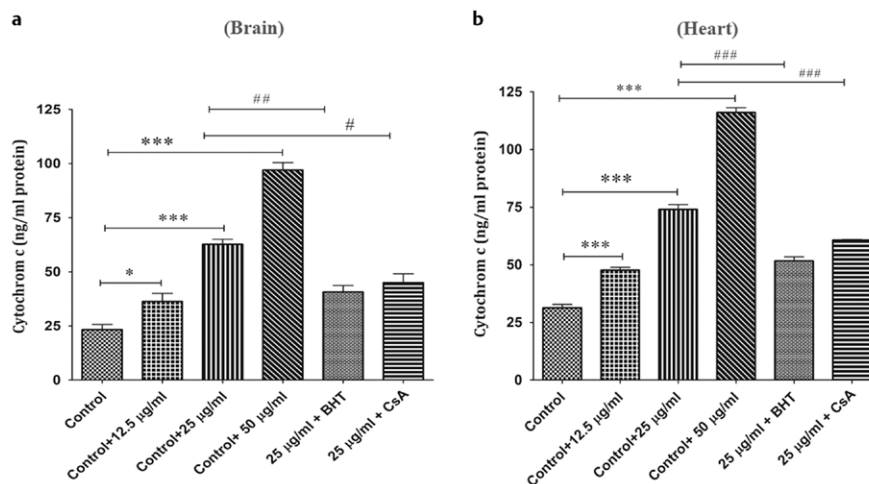 a
(Brain)
##
#
***
***
*
Cytochrom c (ng/ml protein)
125
100
75
50
25
0
Control
Control+12.5 µg/ml
Control+25 µg/ml
Control+ 50 µg/ml
25 µg/ml + BHT
25 µg/ml + CsA
b
(Heart)
###
###
***
***
***
Cytochrom c (ng/ml protein)
125
100
75
50
25
0
Control
Control+12.5 µg/ml
Control+25 µg/ml
Control+ 50 µg/ml
25 µg/ml + BHT
25 µg/ml + CsA